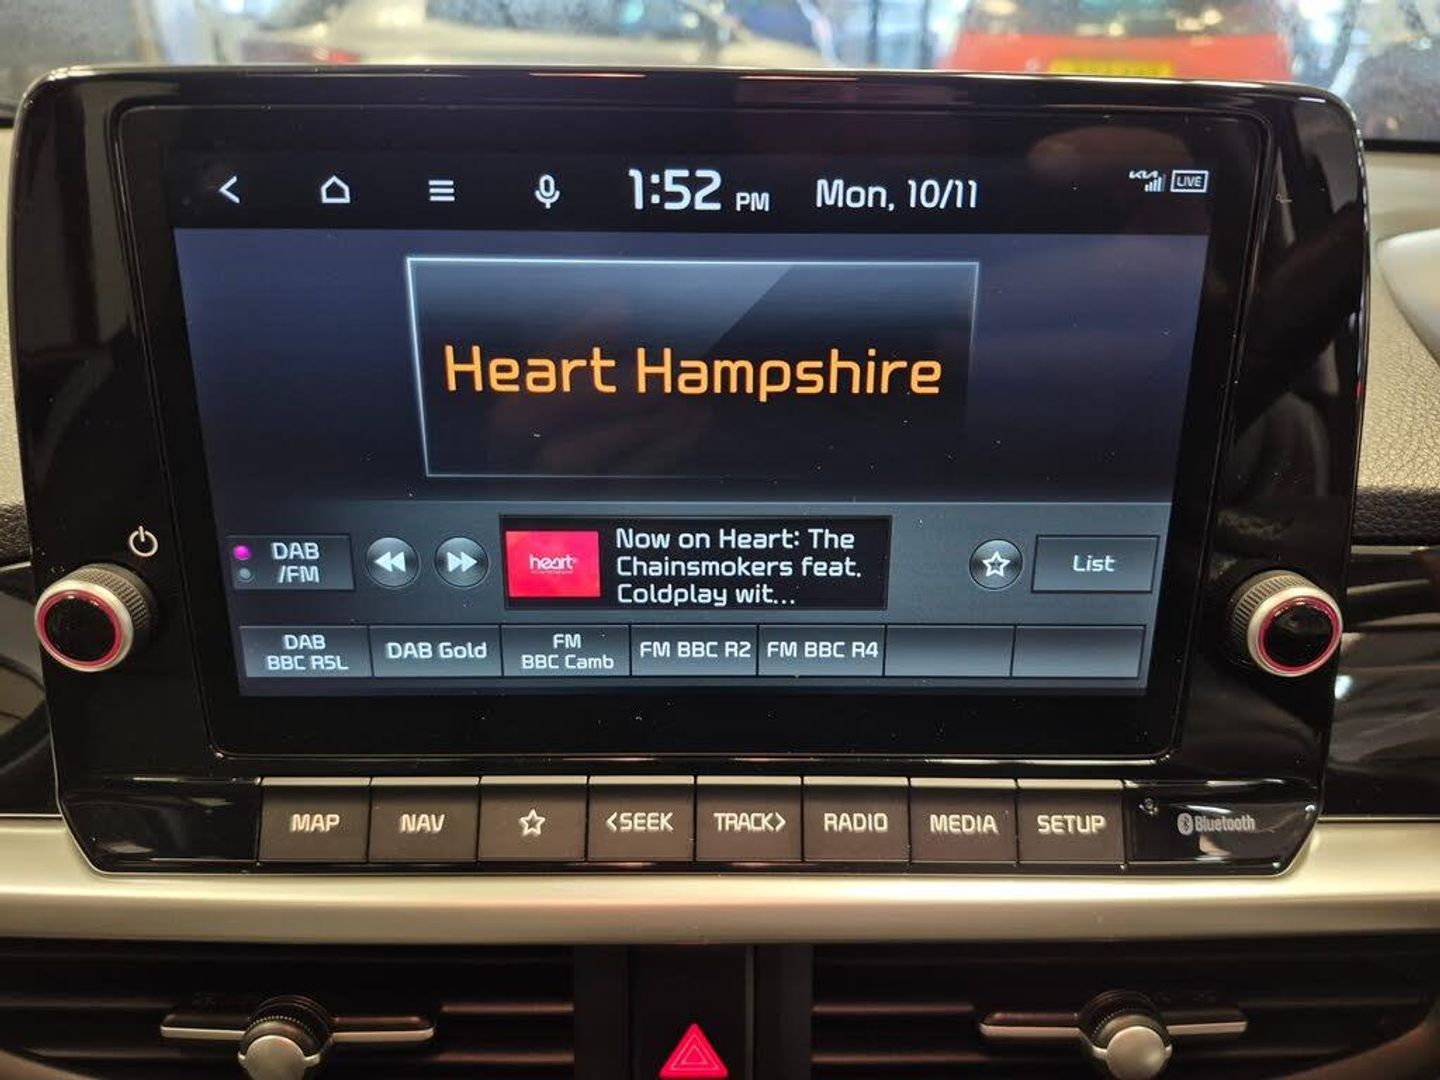 1:52 PM Mon, 10/11
KIA LIVE
Heart Hampshire
DAB
/FM
heart
Now on Heart: The
Chainsmokers feat.
Coldplay wit...
List
DAB
BBC R5L
DAB Gold
FM
BBC Camb
FM BBC R2
FM BBC R4
MAP
NAV
<SEEK
TRACK>
RADIO
MEDIA
SETUP
Bluetooth